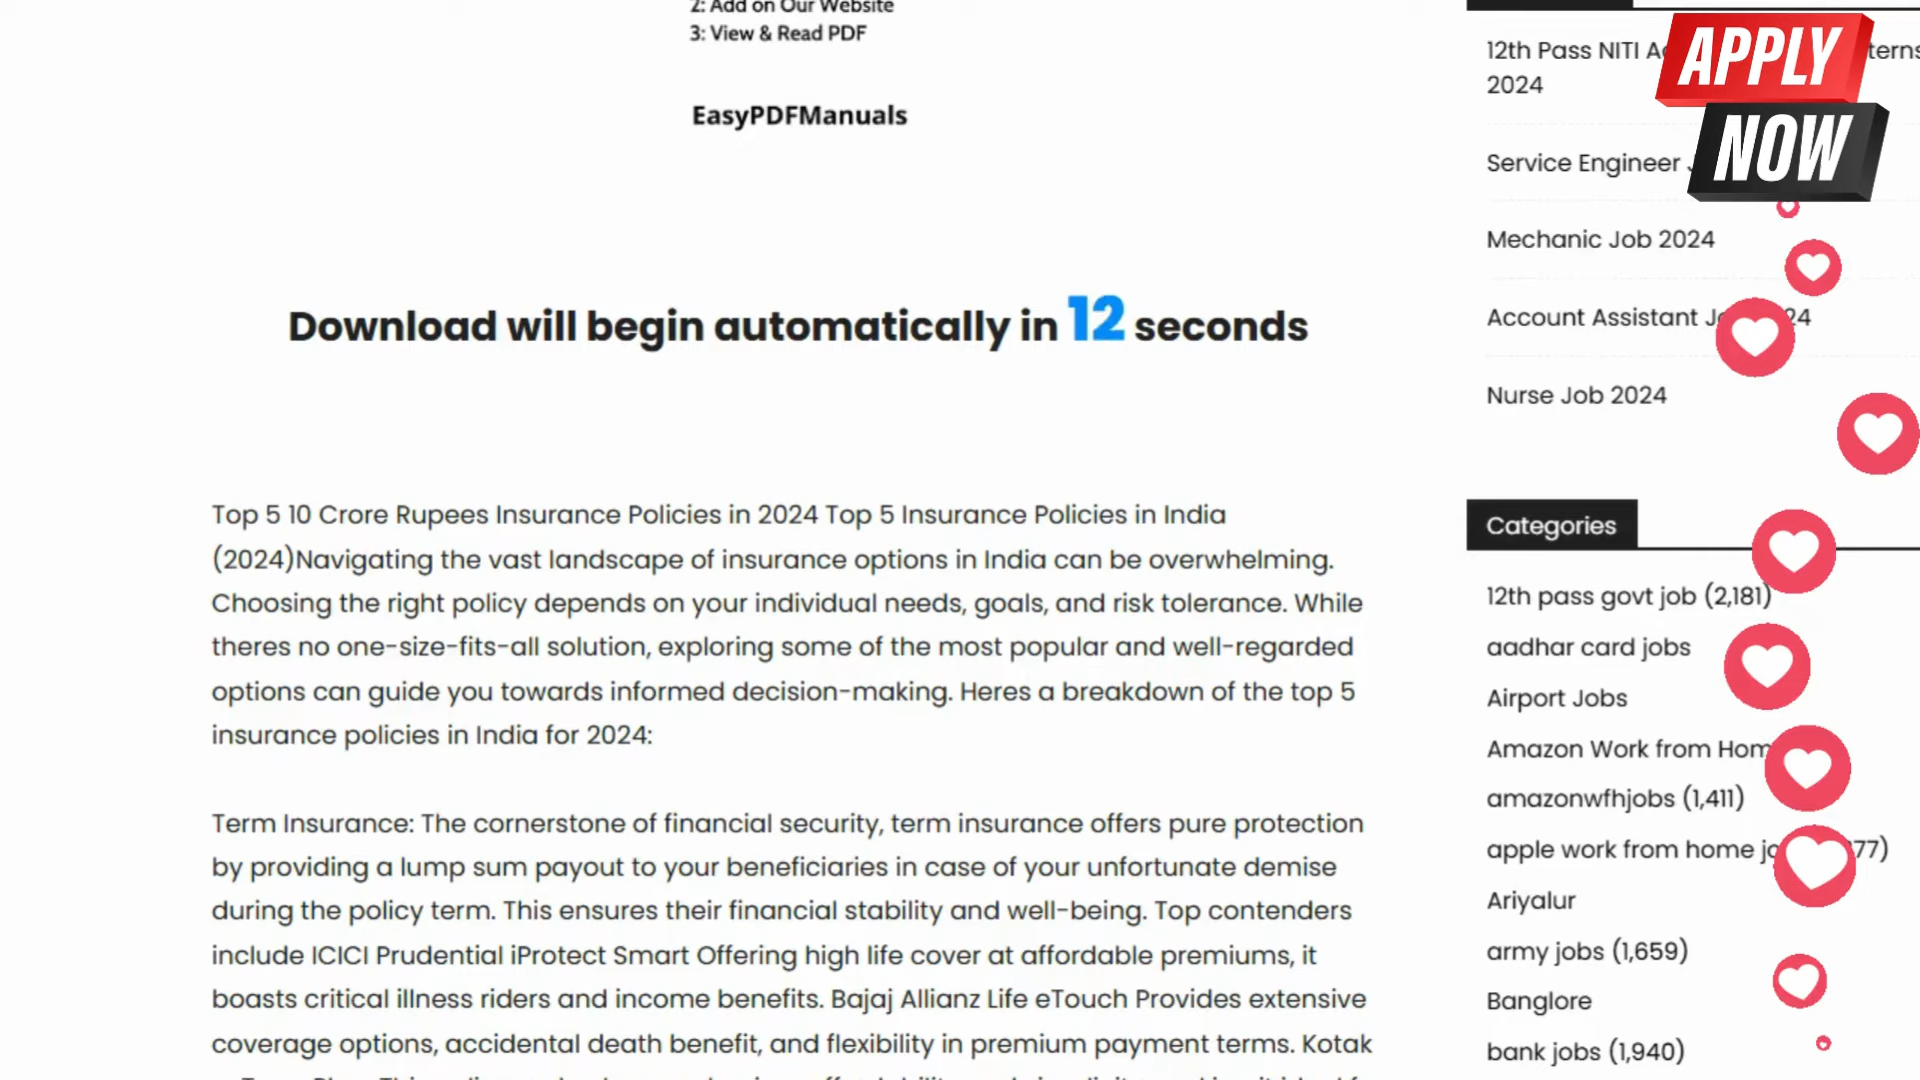 2: Add on Our Website
3: View & Read PDF
EasyPDFManuals
Download will begin automatically in 12 seconds
Top 5 10 Crore Rupees Insurance Policies in 2024 Top 5 Insurance Policies in India
(2024)Navigating the vast landscape of insurance options in India can be overwhelming.
Choosing the right policy depends on your individual needs, goals, and risk tolerance. While
theres no one-size-fits-all solution, exploring some of the most popular and well-regarded
options can guide you towards informed decision-making. Heres a breakdown of the top 5
insurance policies in India for 2024:
Term Insurance: The cornerstone of financial security, term insurance offers pure protection
by providing a lump sum payout to your beneficiaries in case of your unfortunate demise
during the policy term. This ensures their financial stability and well-being. Top contenders
include ICICI Prudential iProtect Smart Offering high life cover at affordable premiums, it
boasts critical illness riders and income benefits. Bajaj Allianz Life eTouch Provides extensive
coverage options, accidental death benefit, and flexibility in premium payment terms. Kotak
12th Pass NITI
2024
Service Engineer
Mechanic Job 2024
Account Assistant
Nurse Job 2024
APPLY
NOW
Categories
12th pass govt job (2,181)
aadhar card jobs
Airport Jobs
Amazon Work from
amazonwfhjobs (1,411)
apple work from home
Ariyalur
army jobs (1,659)
Banglore
bank jobs (1,940)